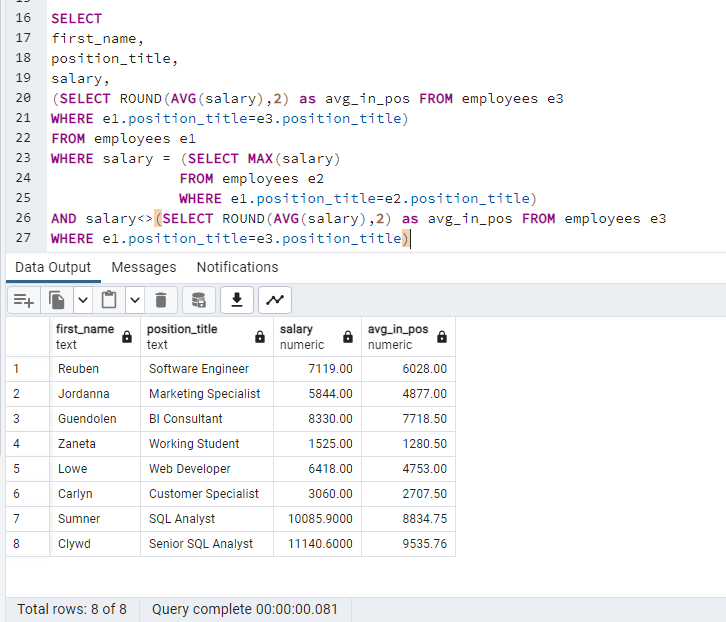 16 SELECT
17 first_name,
18 position_title,
19 salary,
20 (SELECT ROUND(AVG(salary),2) as avg_in_pos FROM employees e3
21 WHERE e1.position_title=e3.position_title)
22 FROM employees e1
23 WHERE salary = (SELECT MAX(salary)
24 FROM employees e2
25 WHERE e1.position_title=e2.position_title)
26 AND salary<>(SELECT ROUND(AVG(salary),2) as avg_in_pos FROM employees e3
27 WHERE e1.position_title=e3.position_title)
Data Output Messages Notifications
first_name position_title salary avg_in_pos
text text numeric numeric
1 Reuben Software Engineer 7119.00 6028.00
2 Jordanna Marketing Specialist 5844.00 4877.00
3 Guendolen BI Consultant 8330.00 7718.50
4 Zaneta Working Student 1525.00 1280.50
5 Lowe Web Developer 6418.00 4753.00
6 Carlyn Customer Specialist 3060.00 2707.50
7 Sumner SQL Analyst 10085.9000 8834.75
8 Clywd Senior SQL Analyst 11140.6000 9535.76
Total rows: 8 of 8 Query complete 00:00:00.081